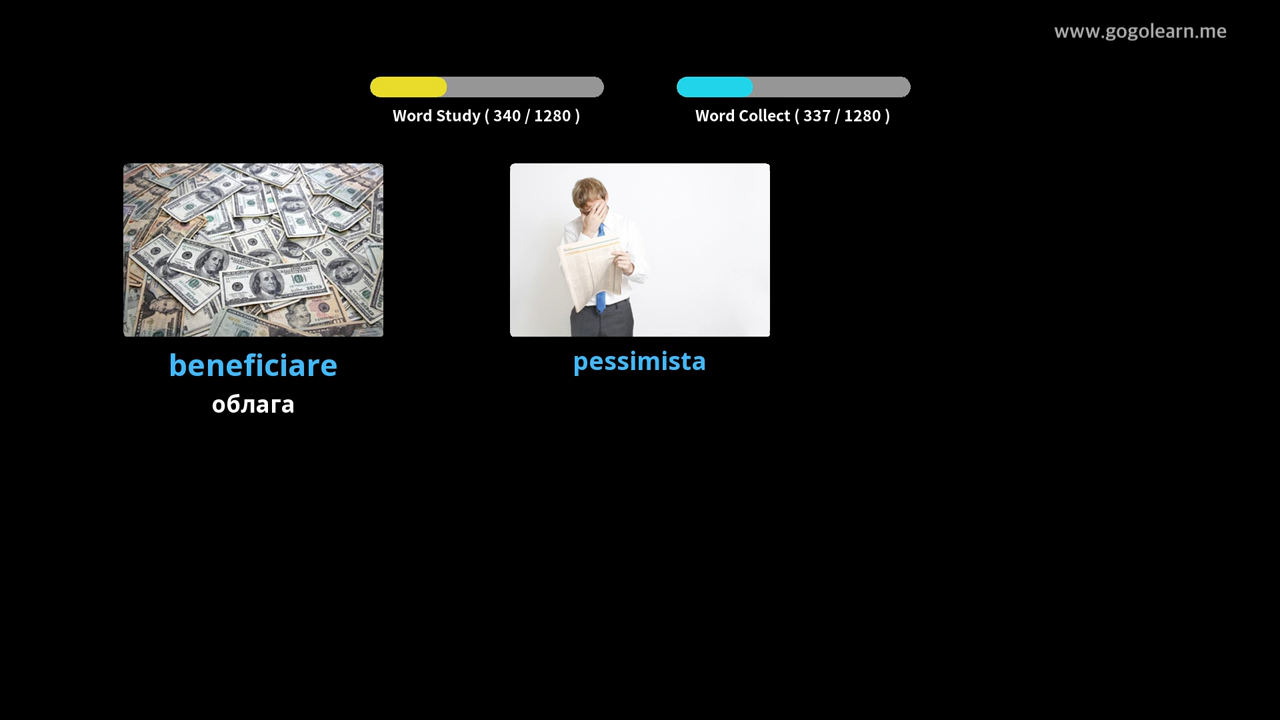 www.gogolearn.me
Word Study ( 340 / 1280 )
Word Collect ( 337 / 1280 )
beneficiare
pessimista
облага